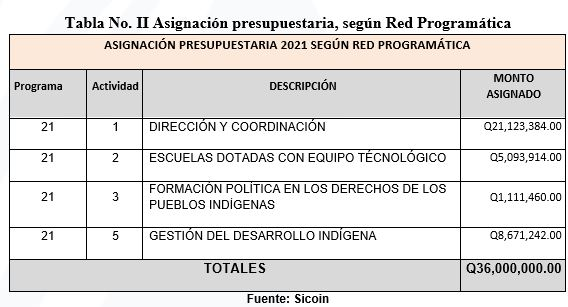 Tabla No. II Asignación presupuestaria, según Red Programática
ASIGNACIÓN PRESUPUESTARIA 2021 SEGÚN RED PROGRAMÁTICA
Programa Actividad DESCRIPCIÓN MONTO ASIGNADO
21 1 DIRECCIÓN Y COORDINACIÓN Q21,123,384.00
21 2 ESCUELAS DOTADAS CON EQUIPO TÉCNOLÓGICO Q5,093,914.00
21 3 FORMACIÓN POLÍTICA EN LOS DERECHOS DE LOS
PUEBLOS INDÍGENAS Q1,111,460.00
21 5 GESTIÓN DEL DESARROLLO INDÍGENA Q8,671,242.00
TOTALES Q36,000,000.00
Fuente: Sicoin